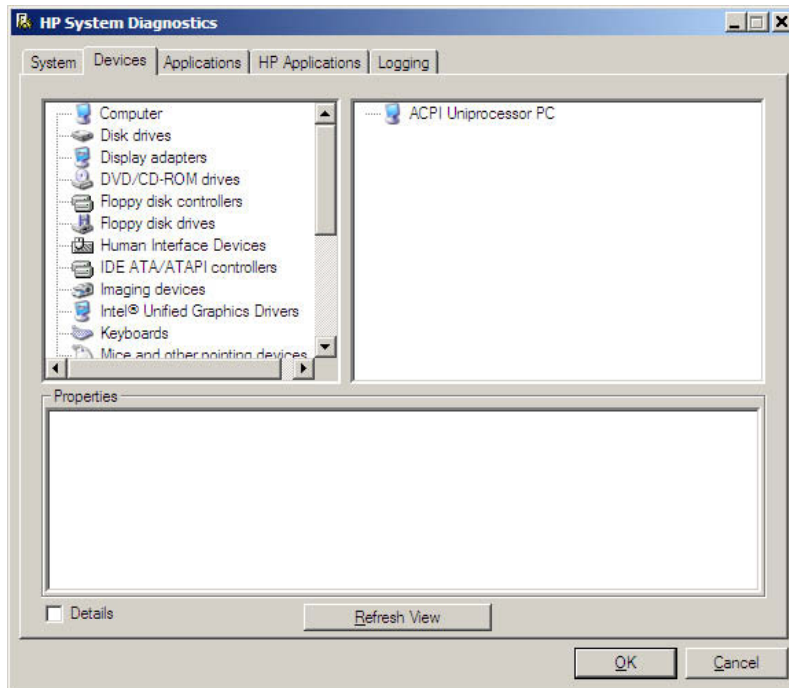 HP System Diagnostics
System Devices Applications HP Applications Logging
Computer
Disk drives
Display adapters
DVD/CD-ROM drives
Floppy disk controllers
Floppy disk drives
Human Interface Devices
IDE ATA/ATAPI controllers
Imaging devices
Intel® Unified Graphics Drivers
Keyboards
Mice and other pointing devices
ACPI Uniprocessor PC
Properties
Details
Refresh View
OK Cancel